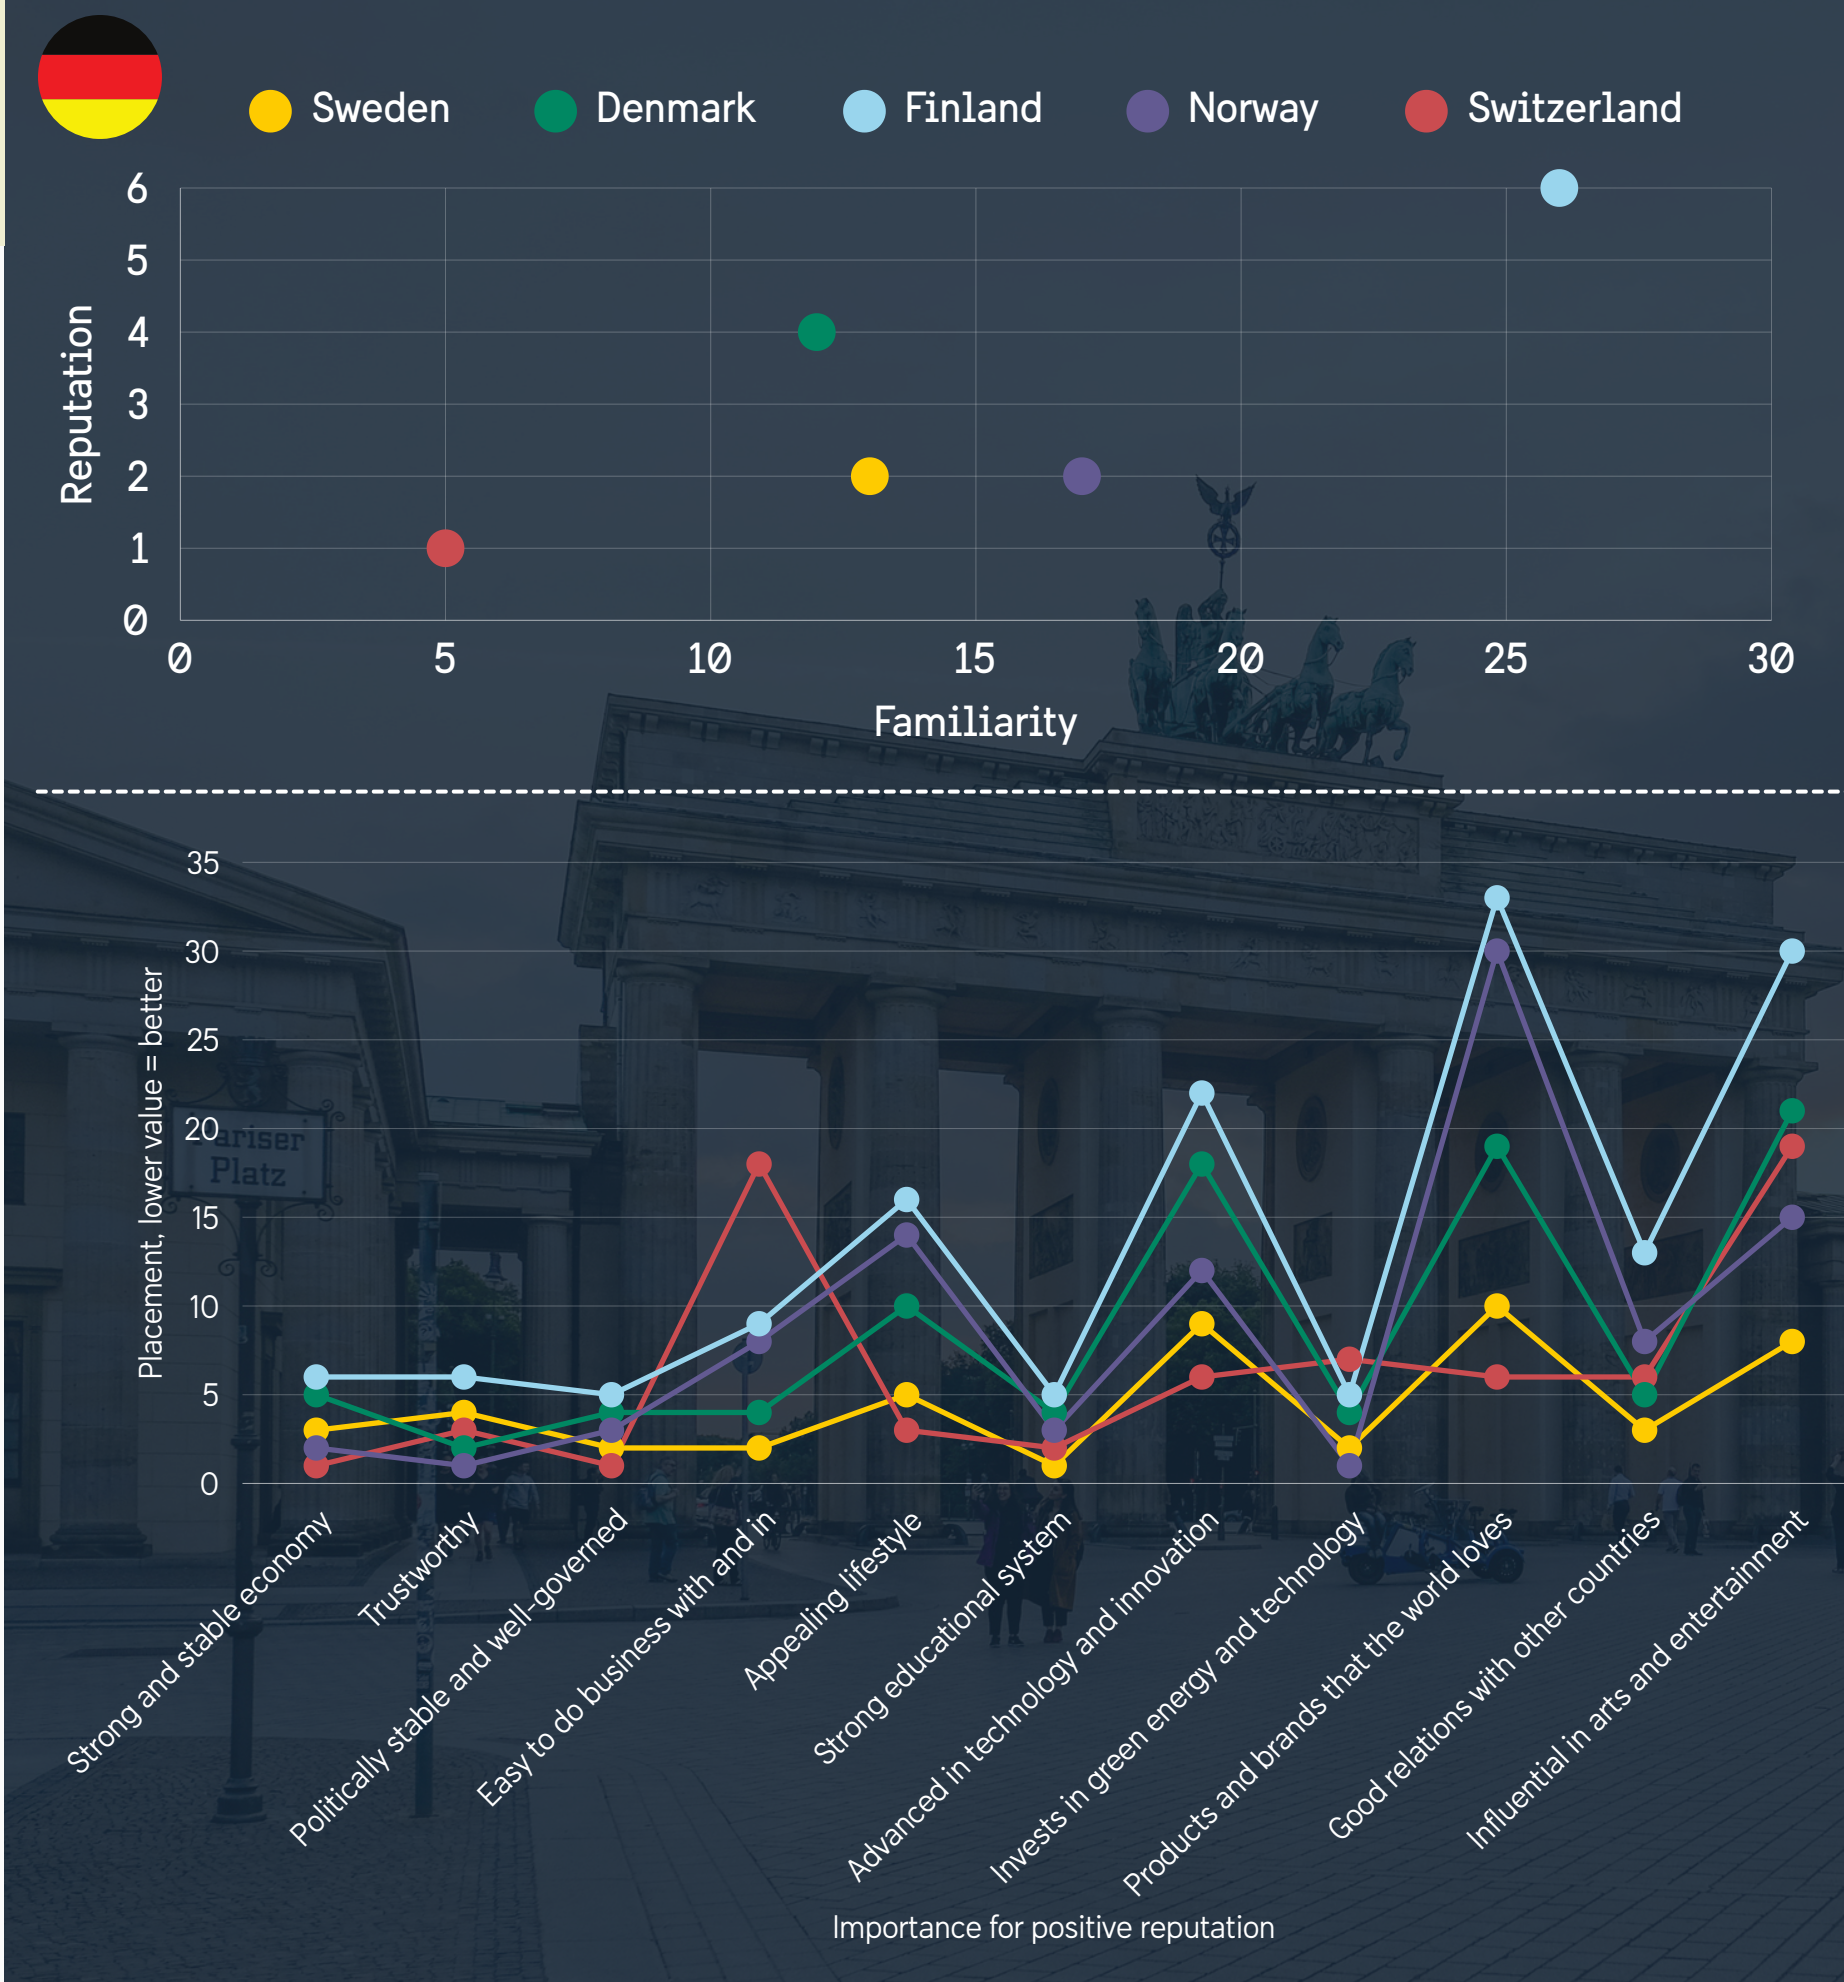 Sweden
Denmark
Finland
Norway
Switzerland
6
5
4
3
2
1
0
Reputation
0
5
10
15
20
25
30
Familiarity
35
30
25
20
15
10
5
0
Placement, lower value = better
ariser
Platz
Strong and stable economy
Trustworthy
Politically stable and well-governed
Easy to do business with and in
Appealing lifestyle
Strong educational system
Advanced in technology and innovation
Invests in green energy and technology
Products and brands that the world loves
Good relations with other countries
Influential in arts and entertainment
Importance for positive reputation